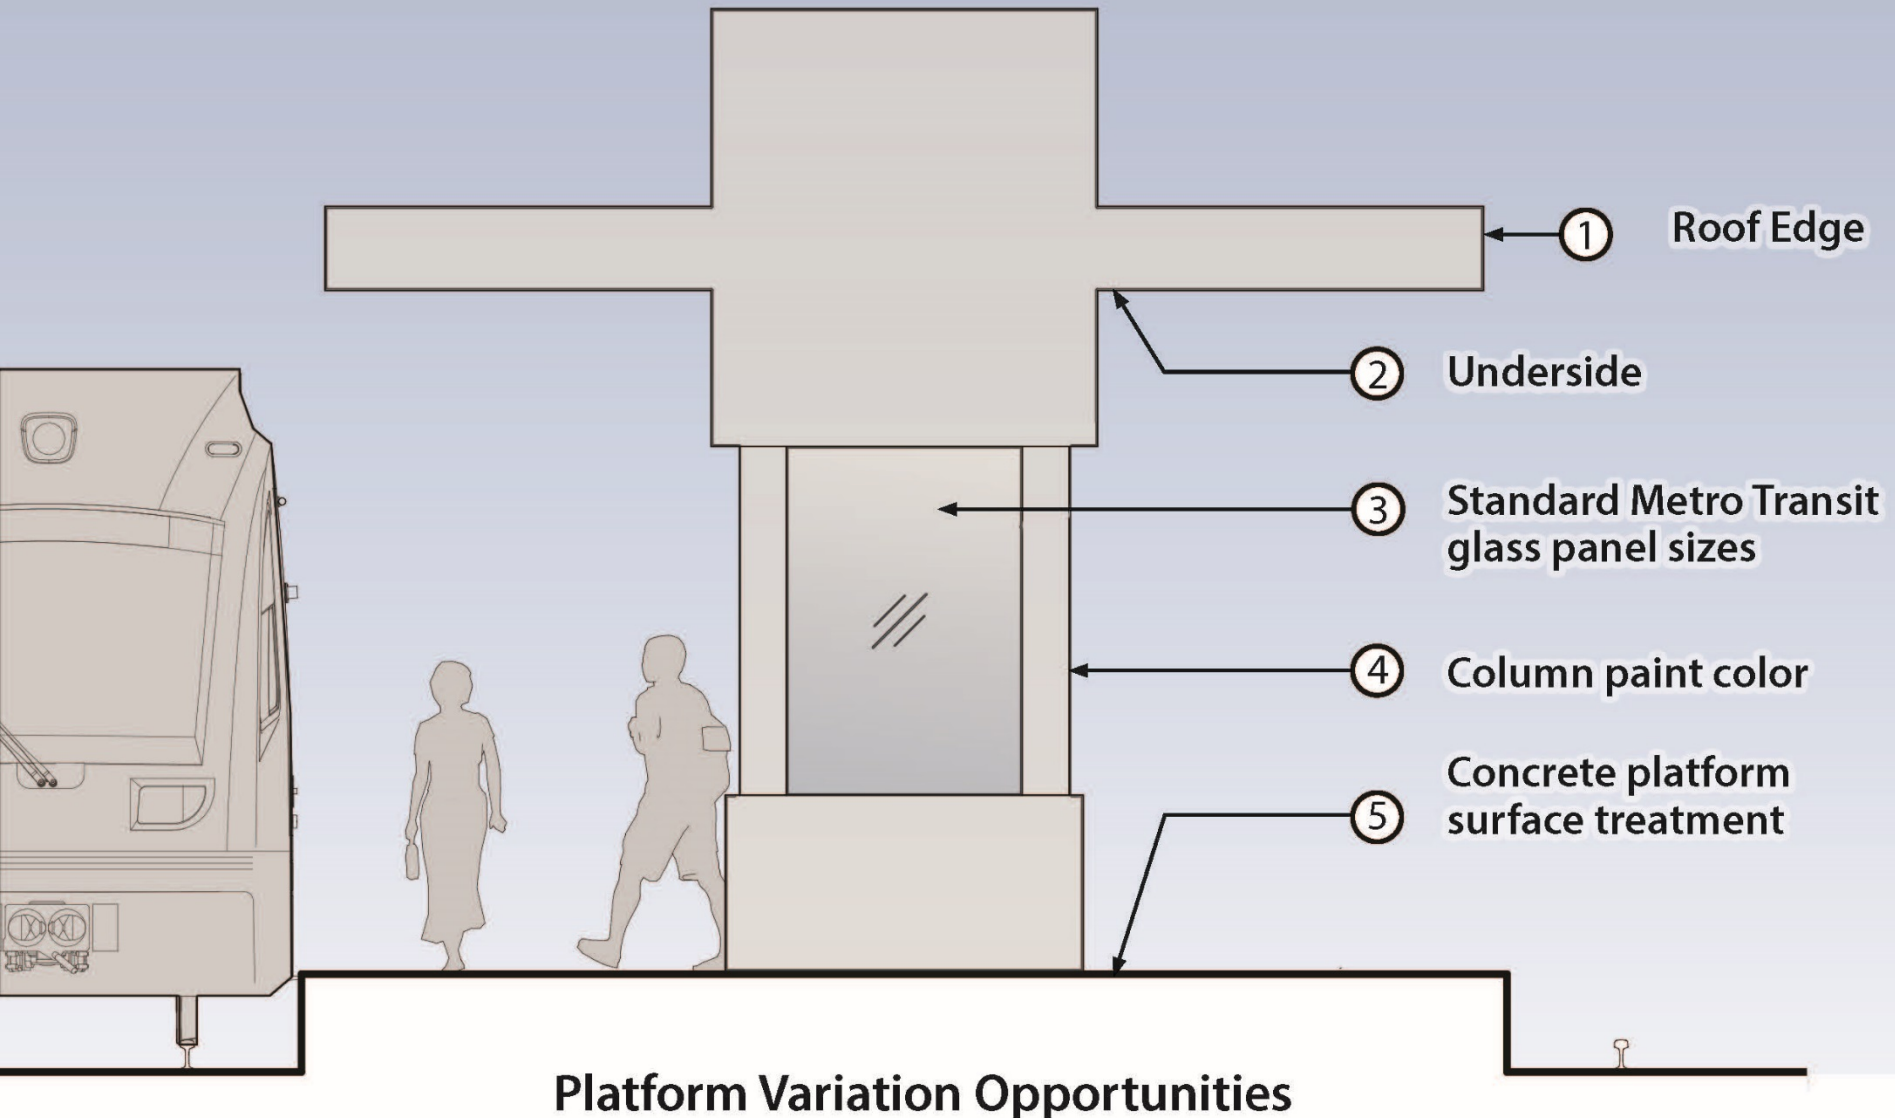 1 Roof Edge
2 Underside
3 Standard Metro Transit
glass panel sizes
4 Column paint color
Concrete platform
5 surface treatment
Platform Variation Opportunities